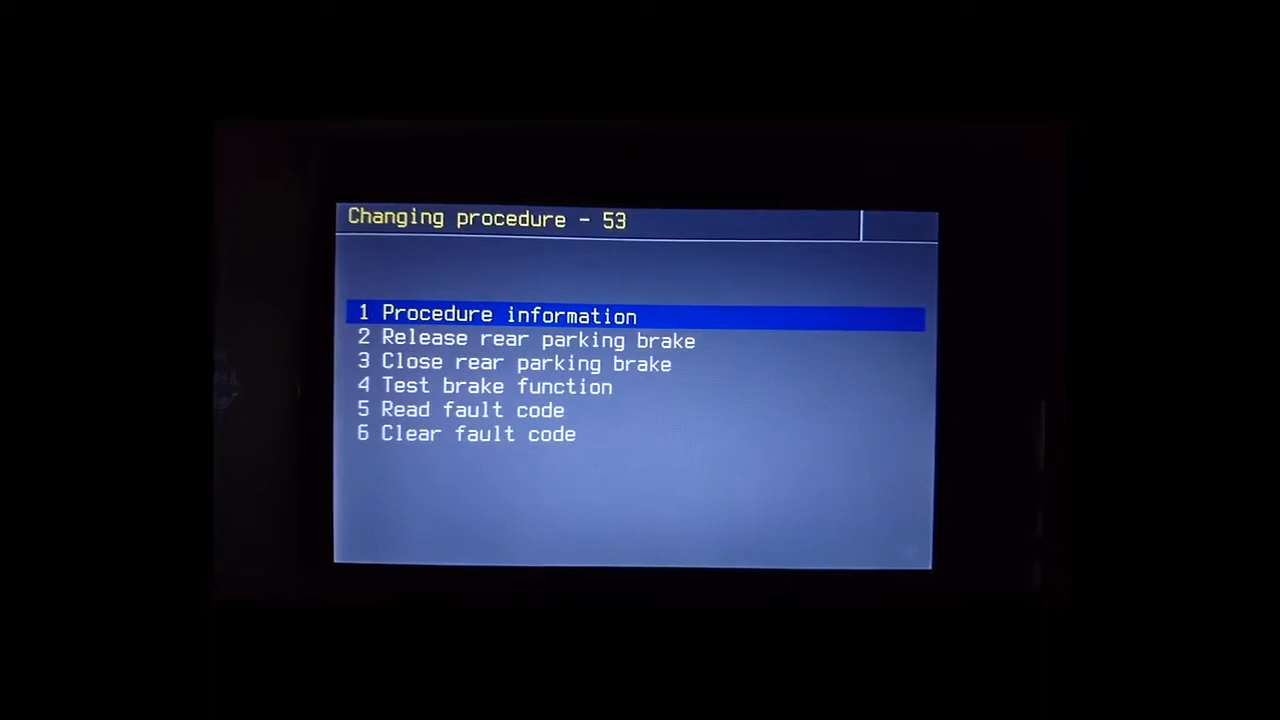 Changing procedure - 53
1 Procedure information
2 Release rear parking brake
3 Close rear parking brake
4 Test brake function
5 Read fault code
6 Clear fault code